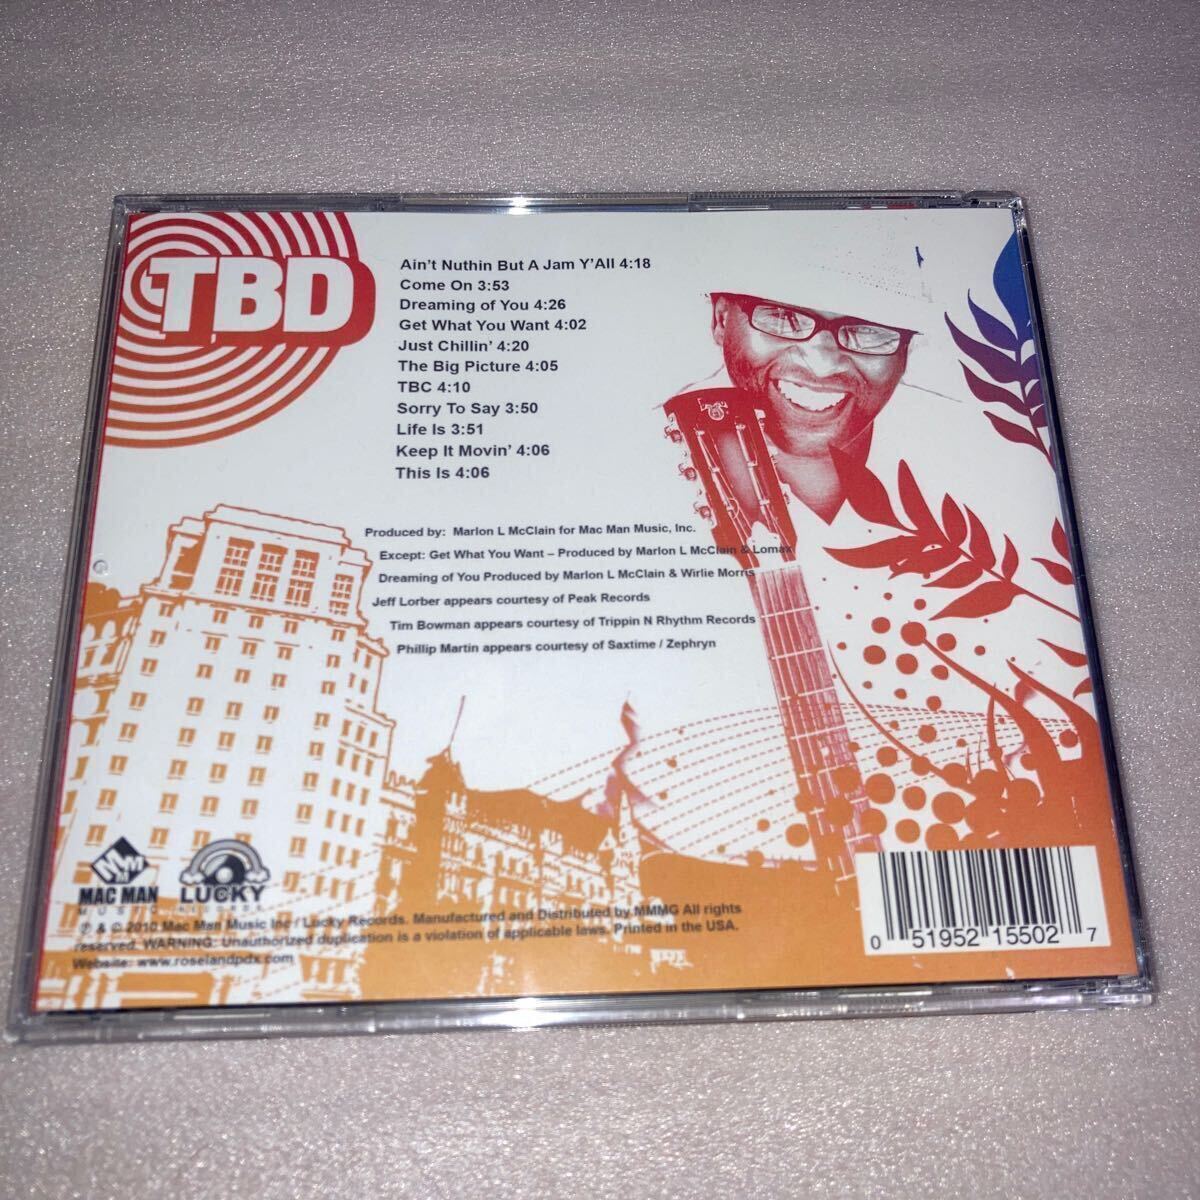 TBD
Ain't Nuthin But A Jam Y'All 4:18
Come On 3:53
Dreaming of You 4:26
Get What You Want 4:02
Just Chillin' 4:20
The Big Picture 4:05
TBC 4:10
Sorry To Say 3:50
Life Is 3:51
Keep It Movin' 4:06
This Is 4:06
Produced by: Marlon L McClain for Mac Man Music, Inc.
Except: Get What You Want – Produced by Marlon L McClain & Lomax
Dreaming of You Produced by Marlon L McClain & Wirlie Morris
Jeff Lorber appears courtesy of Peak Records
Tim Bowman appears courtesy of Trippin N Rhythm Records
Phillip Martin appears courtesy of Saxtime / Zephryn
MMM
MAC MAN
MUSIC
LUCKY
RECORDS
℗ & © 2010 Mac Man Music Inc / Lucky Records. Manufactured and Distributed by MMMG All rights
reserved. WARNING: Unauthorized duplication is a violation of applicable laws. Printed in the USA.
Website: www.roselandpdx.com
0 51952 15502 7